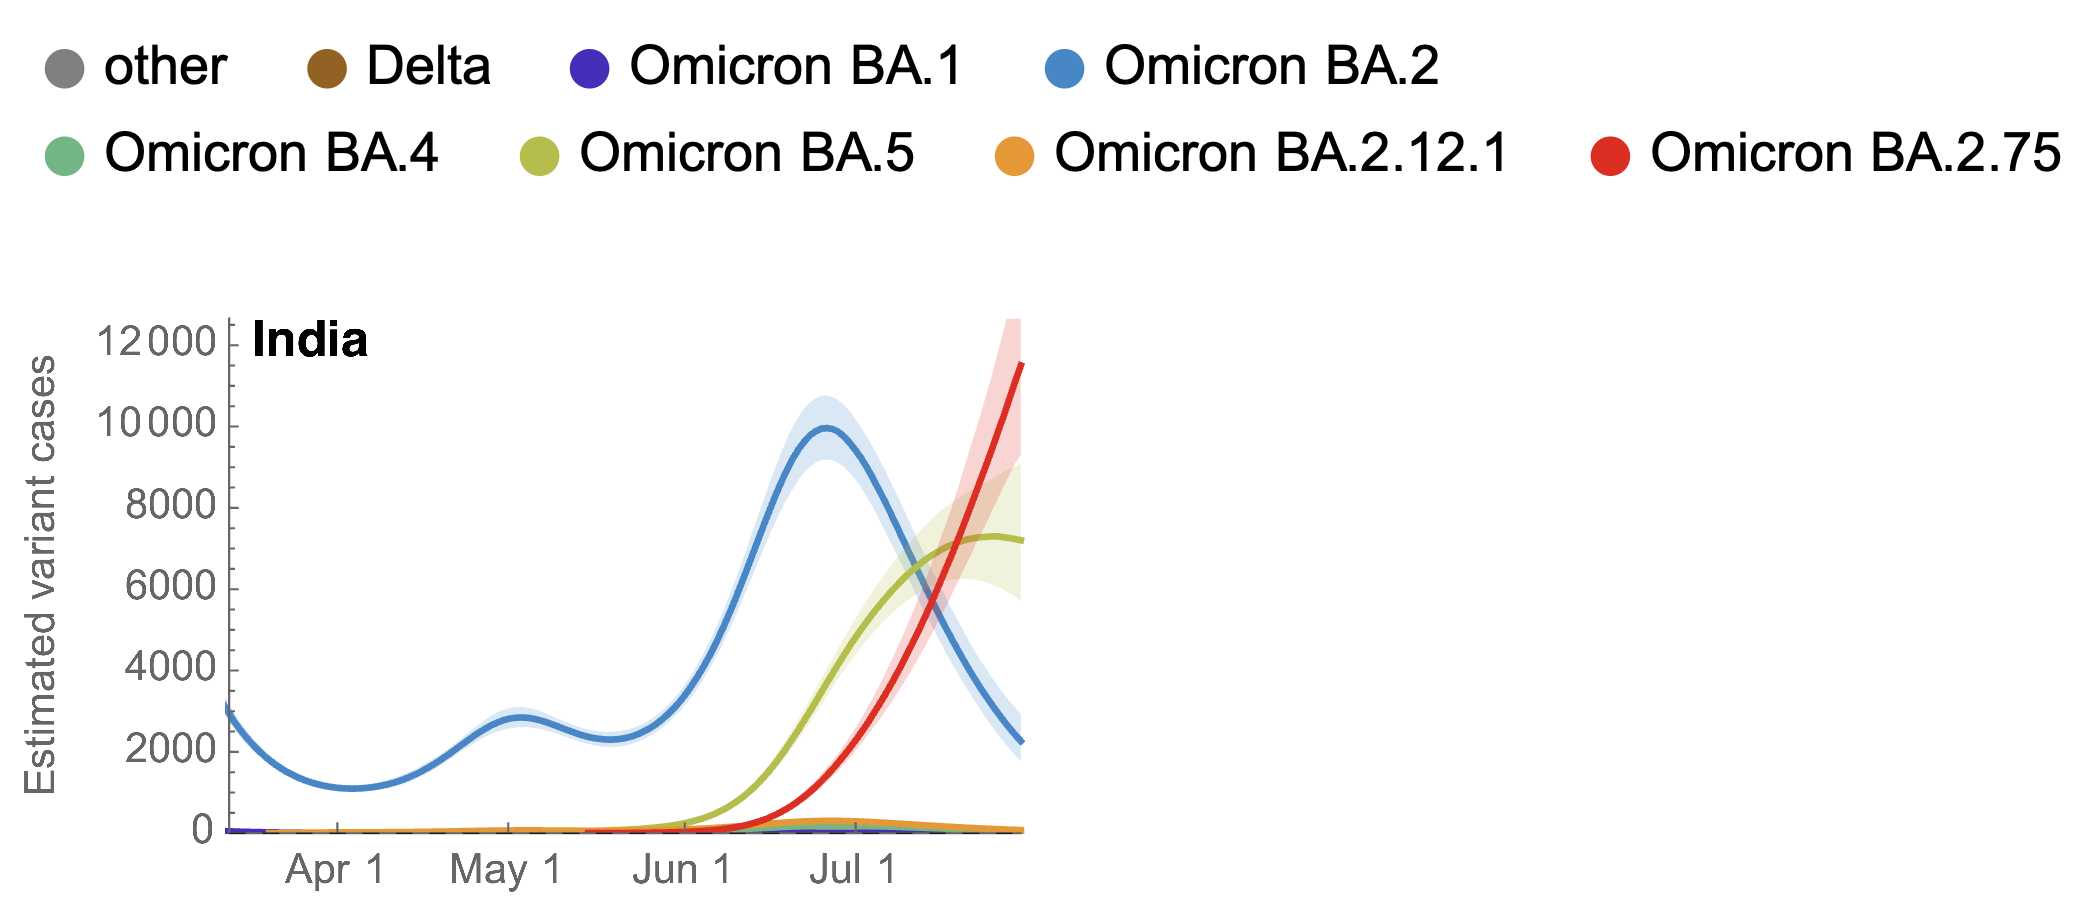 other Delta Omicron BA.1 Omicron BA.2
Omicron BA.4 Omicron BA.5 Omicron BA.2.12.1 Omicron BA.2.75
India
Estimated variant cases
12000
10000
8000
6000
4000
2000
0
Apr 1 May 1 Jun 1 Jul 1